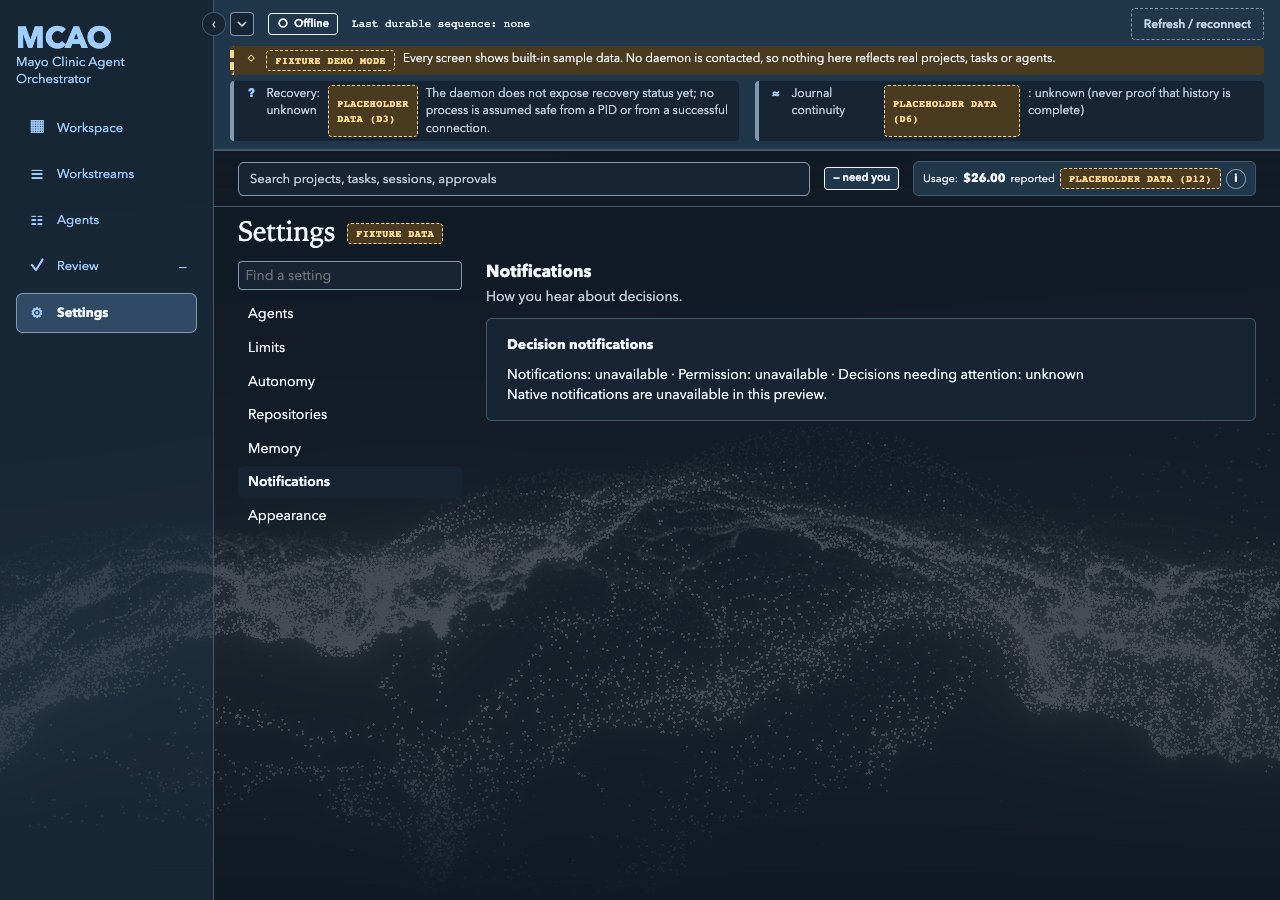 MCAO
Mayo Clinic Agent
Orchestrator
Workspace
Workstreams
Agents
Review –
Settings
Offline
Last durable sequence: none
Refresh / reconnect
FIXTURE DEMO MODE Every screen shows built-in sample data. No daemon is contacted, so nothing here reflects real projects, tasks or agents.
? Recovery:
unknown
PLACEHOLDER
DATA (D3)
The daemon does not expose recovery status yet; no
process is assumed safe from a PID or from a successful
connection.
≈ Journal
continuity
PLACEHOLDER DATA
(D6)
: unknown (never proof that history is
complete)
Search projects, tasks, sessions, approvals
– need you
Usage: $26.00 reported PLACEHOLDER DATA (D12) i
Settings FIXTURE DATA
Find a setting
Agents
Limits
Autonomy
Repositories
Memory
Notifications
Appearance
Notifications
How you hear about decisions.
Decision notifications
Notifications: unavailable · Permission: unavailable · Decisions needing attention: unknown
Native notifications are unavailable in this preview.